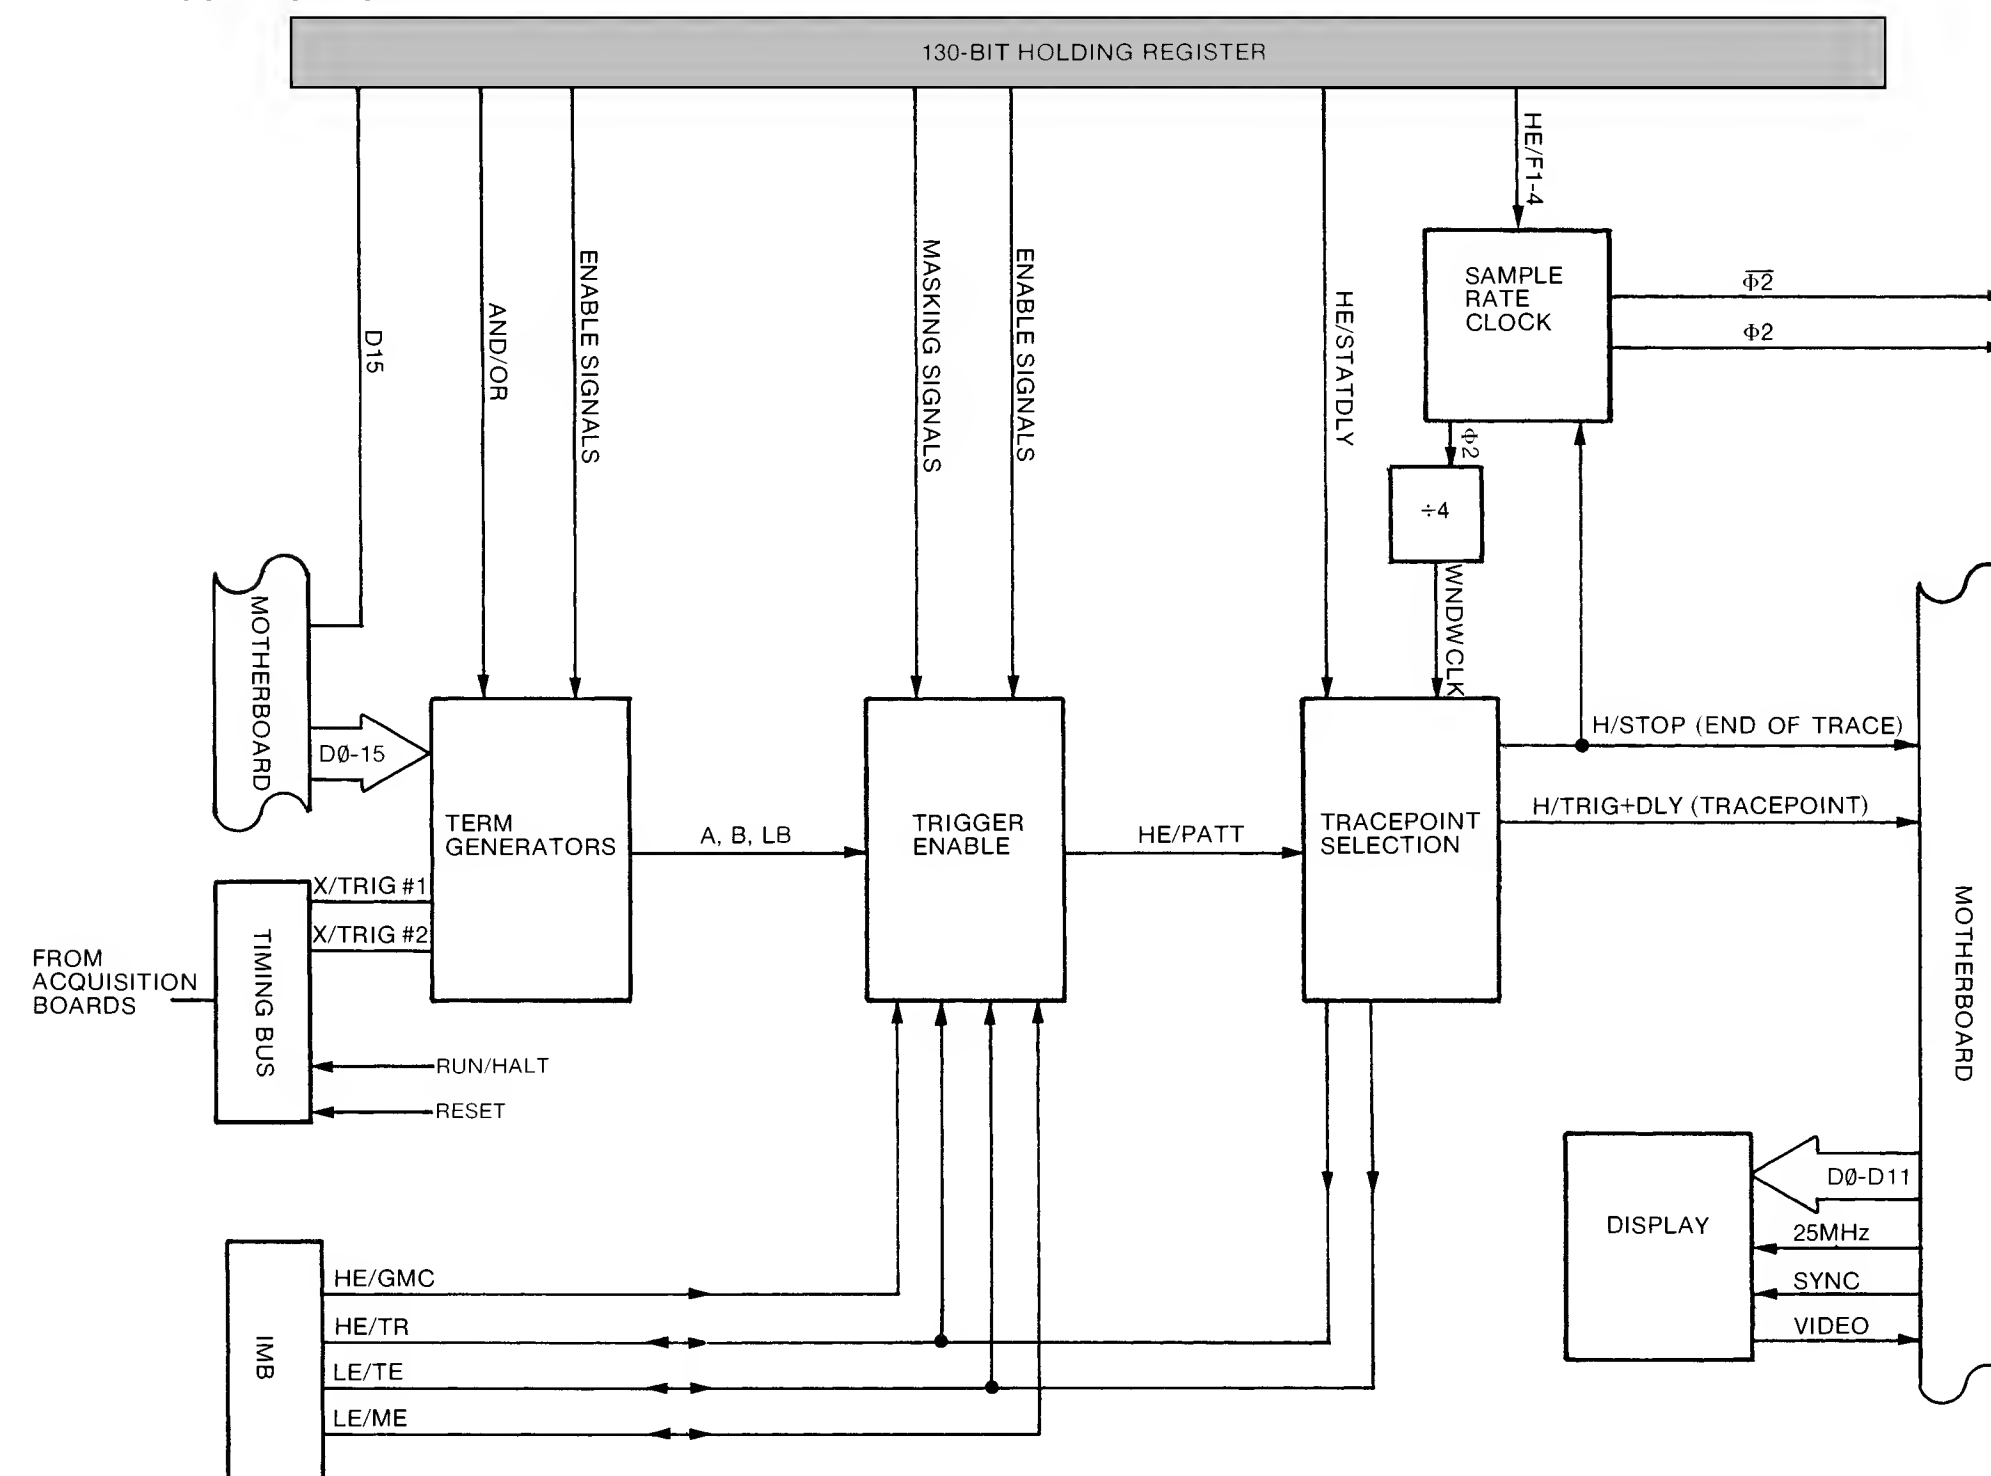 130-BIT HOLDING REGISTER
D15
AND/OR
ENABLE SIGNALS
MASKING SIGNALS
ENABLE SIGNALS
HE/STATDLY
HE/F1-4
SAMPLE
RATE
CLOCK
Φ2̅
Φ2
Φ2
÷4
WNDWCLK
MOTHERBOARD
DØ-15
TERM
GENERATORS
A, B, LB
TRIGGER
ENABLE
HE/PATT
TRACEPOINT
SELECTION
H/STOP (END OF TRACE)
H/TRIG+DLY (TRACEPOINT)
MOTHERBOARD
X/TRIG #1
X/TRIG #2
FROM
ACQUISITION
BOARDS
TIMING BUS
RUN/HALT
RESET
DISPLAY
DØ-D11
25MHz
SYNC
VIDEO
IMB
HE/GMC
HE/TR
LE/TE
LE/ME